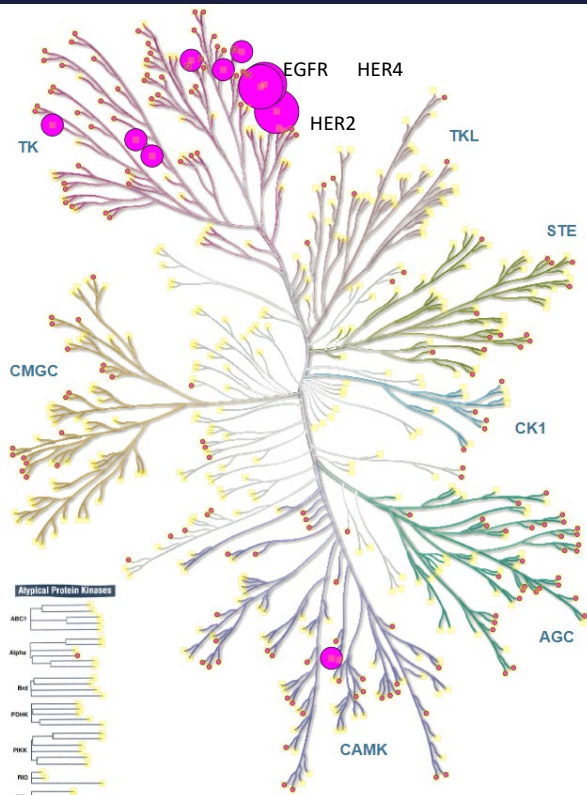 EGFR HER4
HER2
TK
TKL
STE
CMGC
CK1
AGC
CAMK
Atypical Protein Kinases
ABC1
Alpha
Brd
PDHK
PIKK
RIO